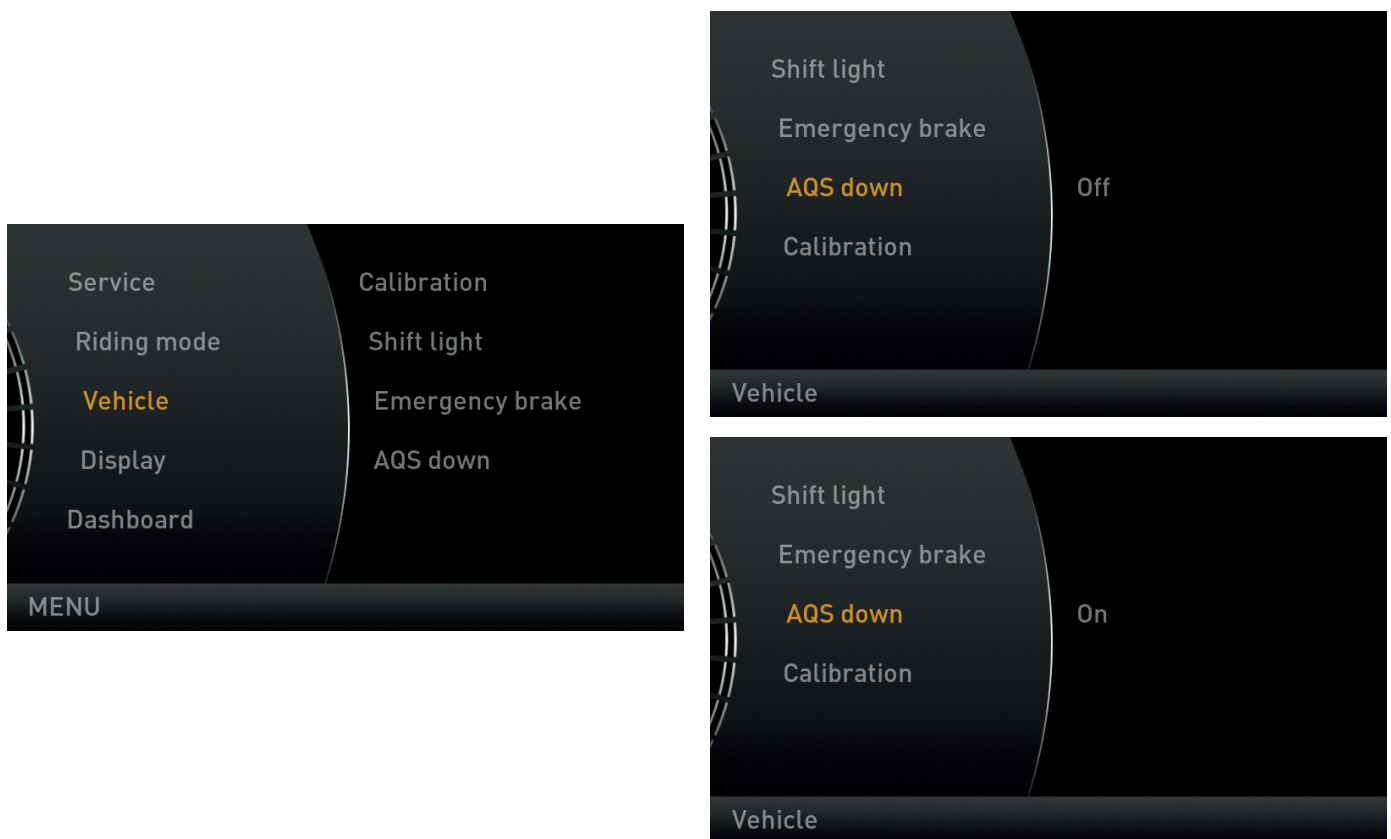 Service
Calibration
Riding mode
Shift light
Vehicle
Emergency brake
Display
AQS down
Dashboard
MENU
Shift light
Emergency brake
AQS down
Off
Calibration
Vehicle
Shift light
Emergency brake
AQS down
On
Calibration
Vehicle